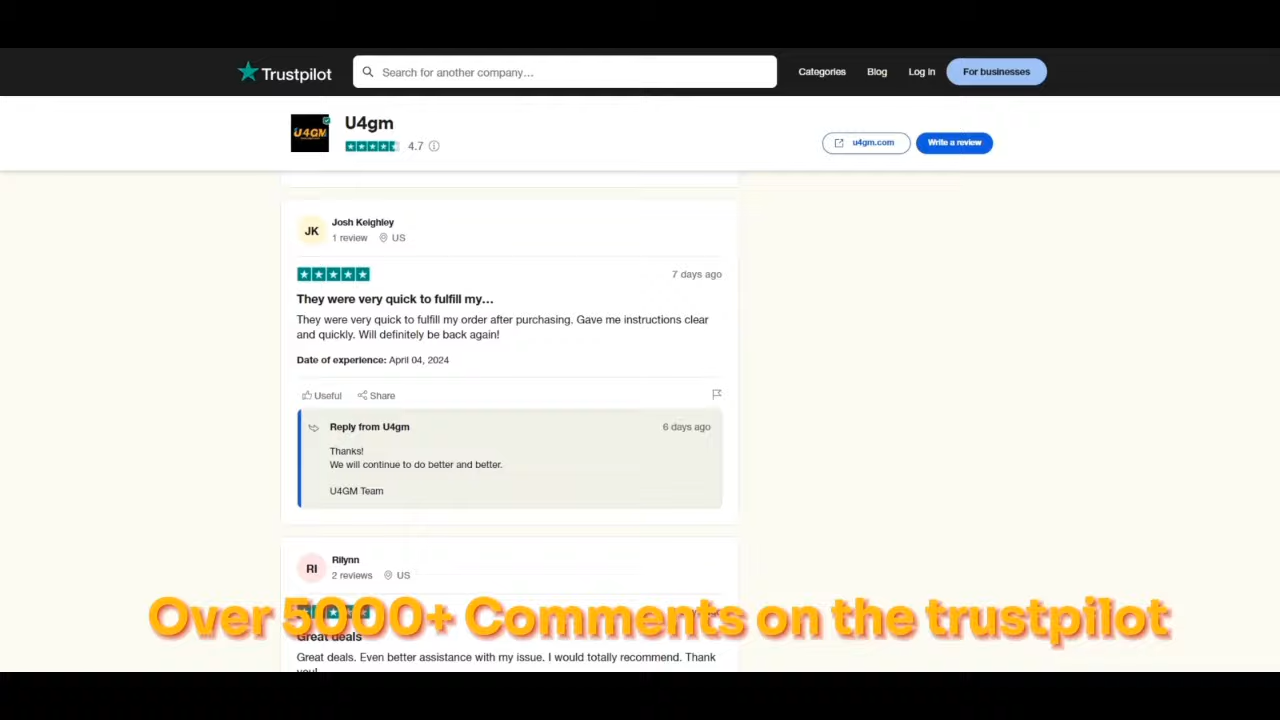 Trustpilot
Search for another company...
Categories
Blog
Log in
For businesses
U4GM
U4gm
4.7
u4gm.com
Write a review
JK
Josh Keighley
1 review
US
7 days ago
They were very quick to fulfill my...
They were very quick to fulfill my order after purchasing. Gave me instructions clear
and quickly. Will definitely be back again!
Date of experience: April 04, 2024
Useful
Share
Reply from U4gm
6 days ago
Thanks!
We will continue to do better and better.
U4GM Team
RI
Rilynn
2 reviews
US
Over 5000+ Comments on the trustpilot
Great deals
Great deals. Even better assistance with my issue. I would totally recommend. Thank
you!